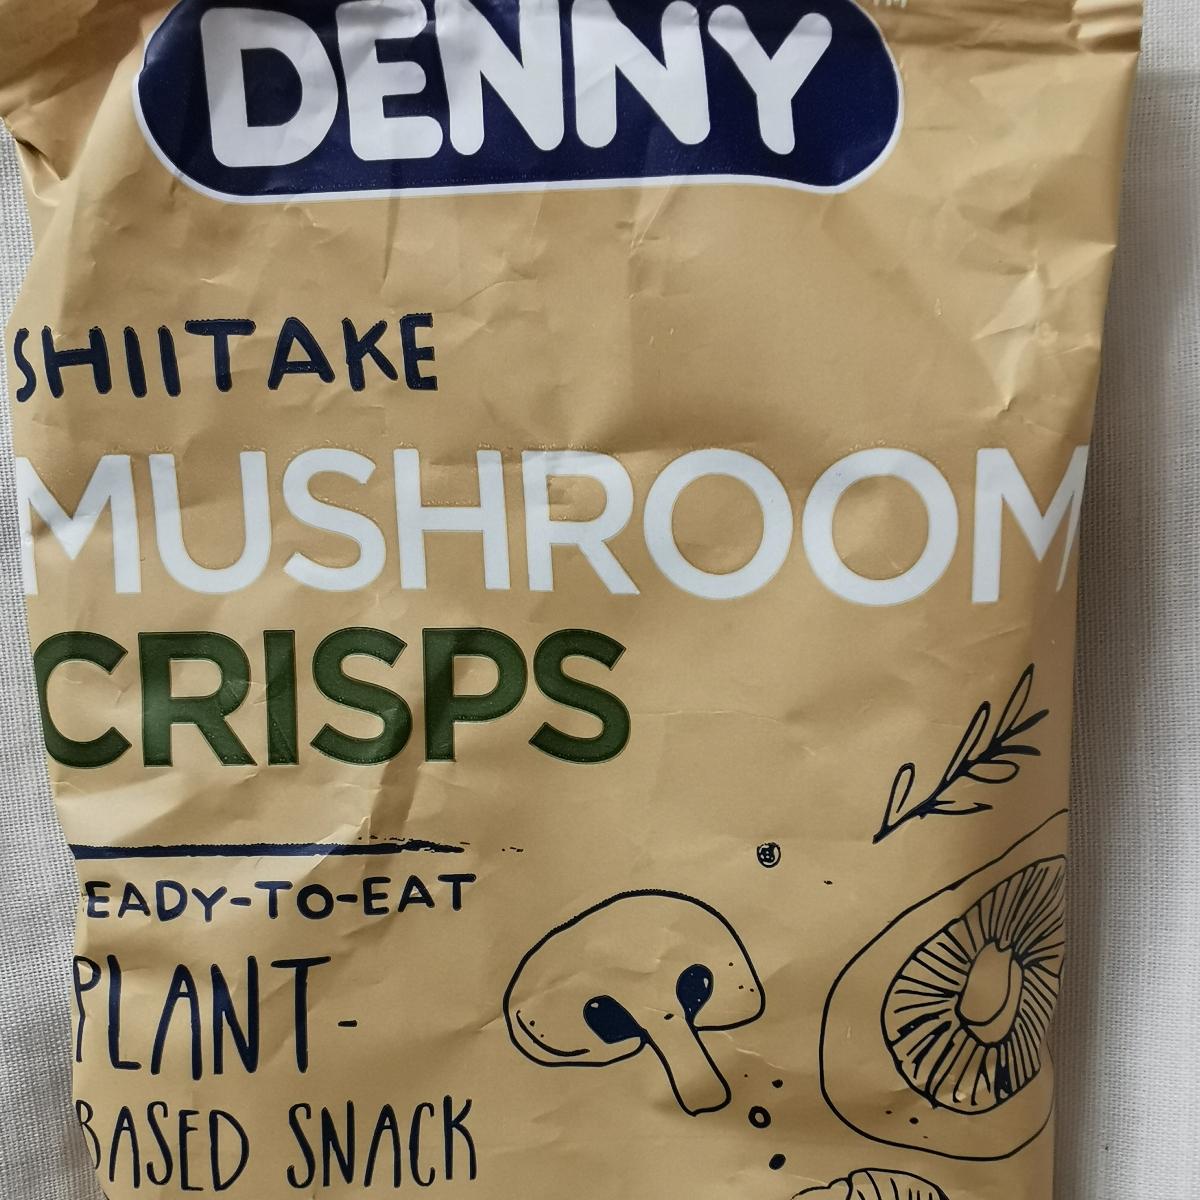 DENNY
SHIITAKE
MUSHROOM
CRISPS
EADY-TO-EAT
PLANT-
BASED SNACK